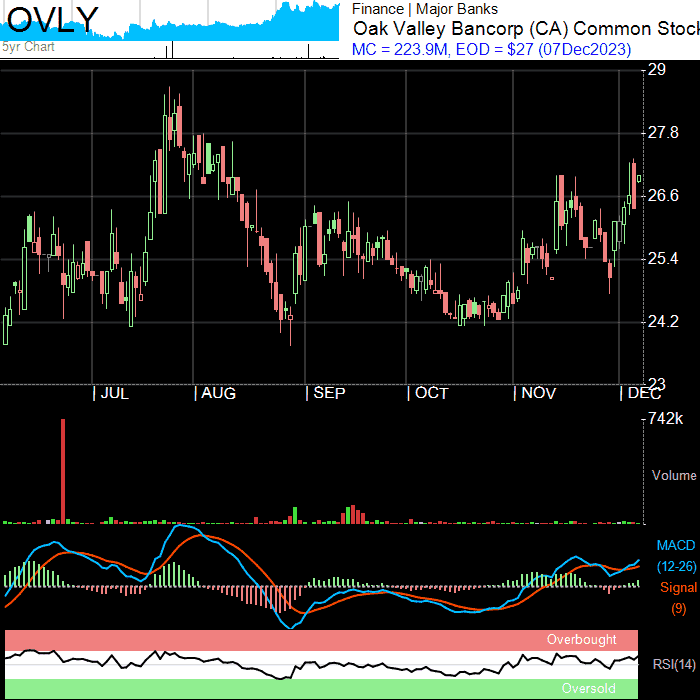 OVLY
5yr Chart
Finance | Major Banks
Oak Valley Bancorp (CA) Common Stock
MC = 223.9M, EOD = $27 (07Dec2023)
29
27.8
26.6
25.4
24.2
23
JUL
AUG
SEP
OCT
NOV
DEC
742k
Volume
MACD
(12-26)
Signal
(9)
Overbought
RSI(14)
Oversold